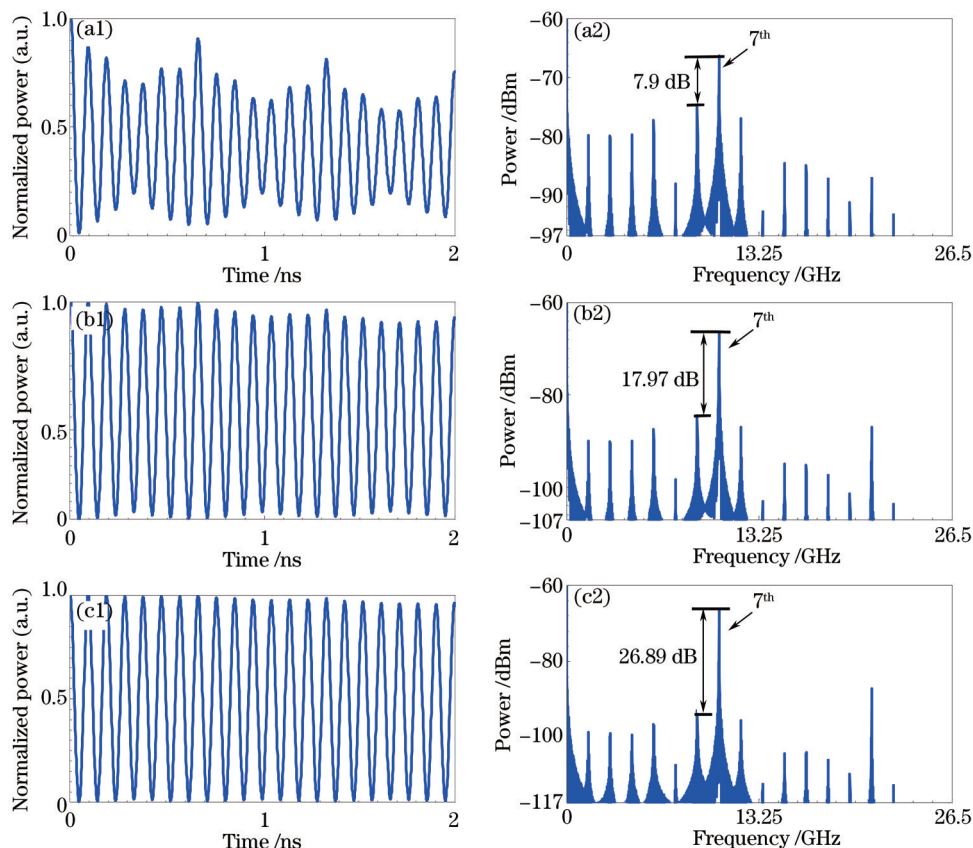 (a1)
Normalized power (a.u.)
1.0
0.5
0
0
1
2
Time /ns
(a2)
Power /dBm
−60
−70
−80
−90
−97
7th
7.9 dB
0
13.25
26.5
Frequency /GHz
(b1)
Normalized power (a.u.)
1.0
0.5
0
0
1
2
Time /ns
(b2)
Power /dBm
−60
−80
−100
−107
7th
17.97 dB
0
13.25
26.5
Frequency /GHz
(c1)
Normalized power (a.u.)
1.0
0.5
0
0
1
2
Time /ns
(c2)
Power /dBm
−60
−80
−100
−117
7th
26.89 dB
0
13.25
26.5
Frequency /GHz